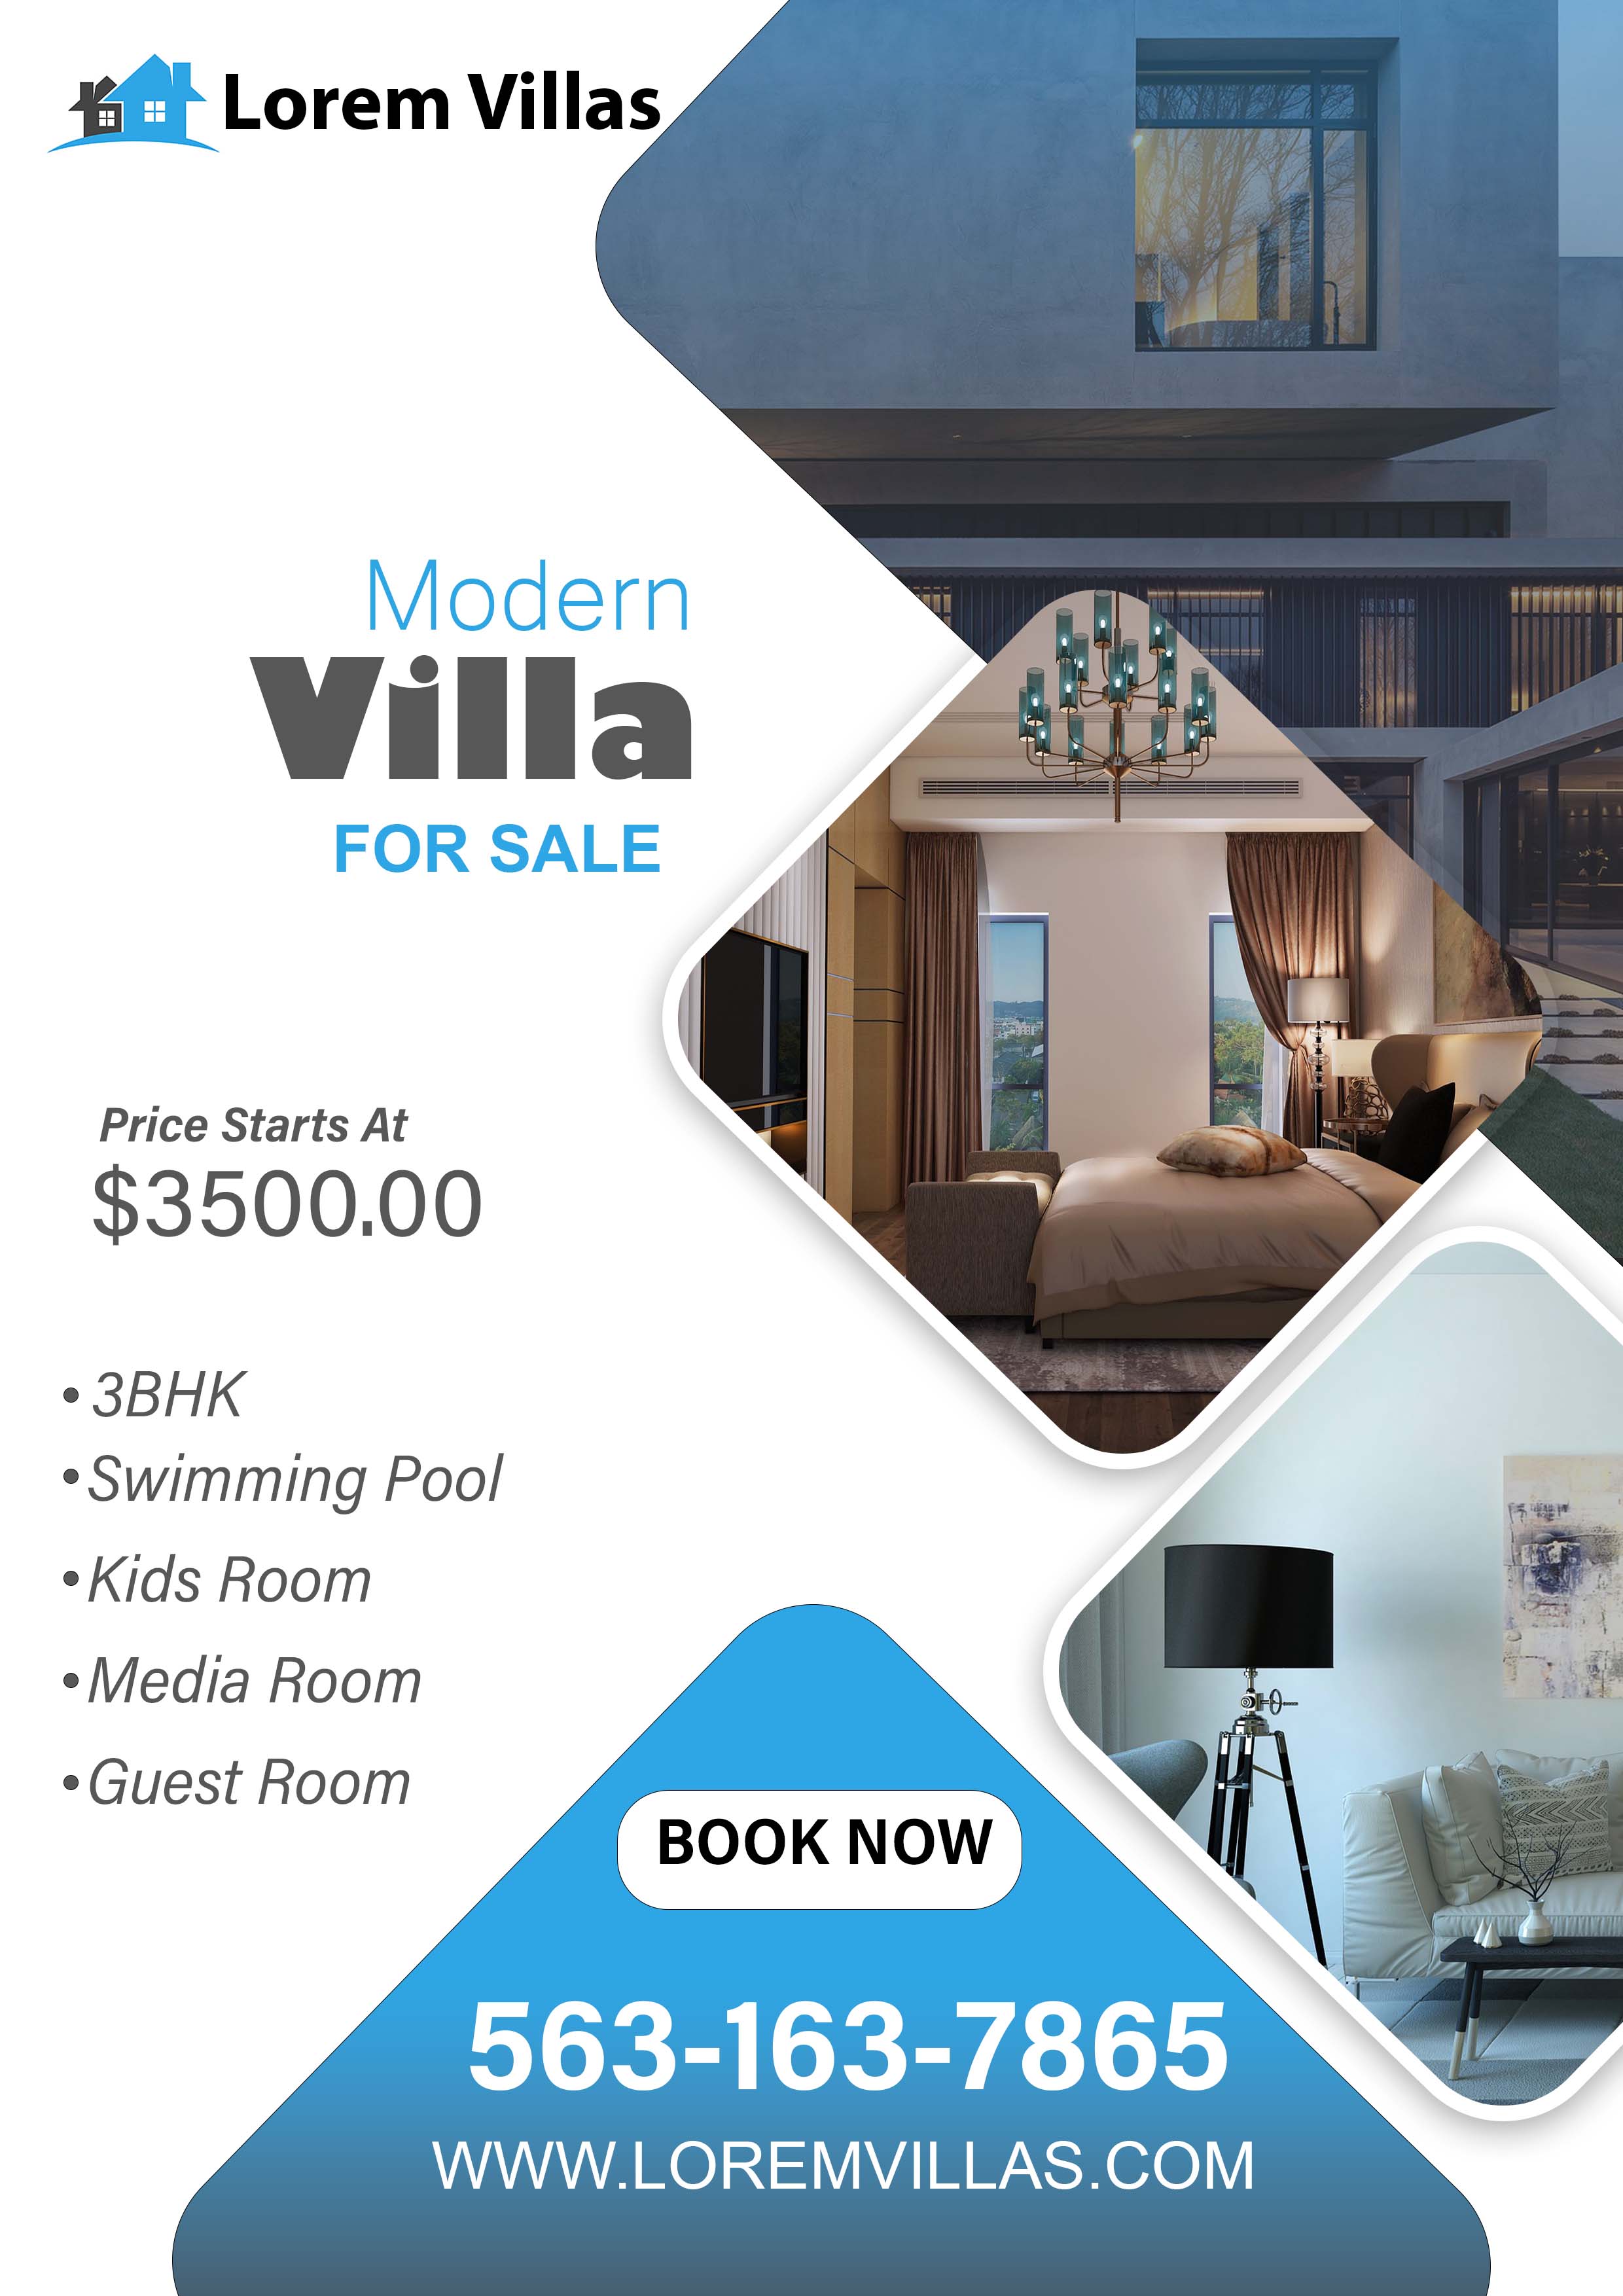 Lorem Villas
Modern
Villa
FOR SALE
Price Starts At
$3500.00
• 3BHK
• Swimming Pool
• Kids Room
• Media Room
• Guest Room
BOOK NOW
563-163-7865
WWW.LOREMVILLAS.COM